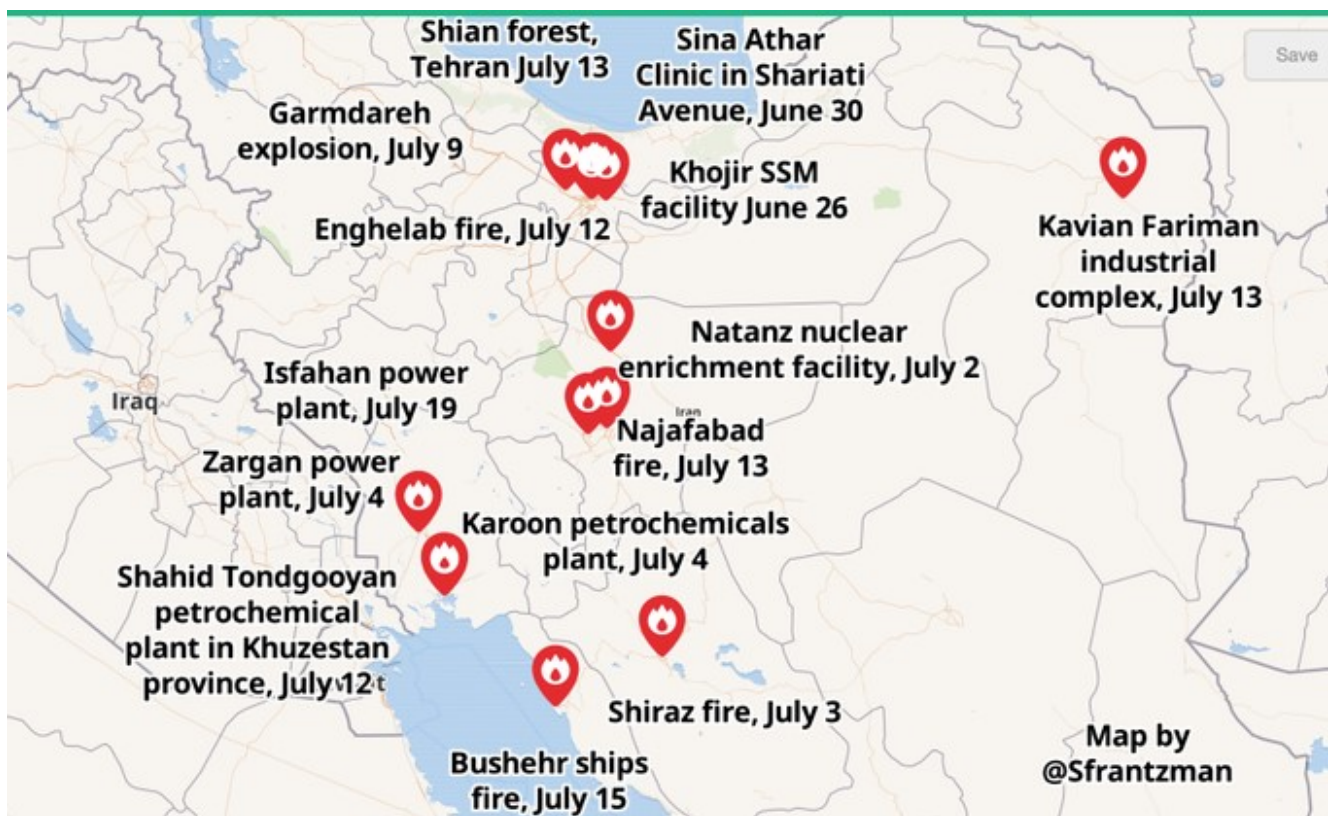 Shian forest,
Tehran July 13
Sina Athar
Clinic in Shariati
Avenue, June 30
Save
Garmdareh
explosion, July 9
Khojir SSM
facility June 26
Enghelab fire, July 12
Kavian Fariman
industrial
complex, July 13
Natanz nuclear
enrichment facility, July 2
Isfahan power
plant, July 19
Iraq
Iran
Najafabad
fire, July 13
Zargan power
plant, July 4
Karoon petrochemicals
plant, July 4
Shahid Tondgooyan
petrochemical
plant in Khuzestan
province, July 12
Shiraz fire, July 3
Bushehr ships
fire, July 15
Map by
@Sfrantzman